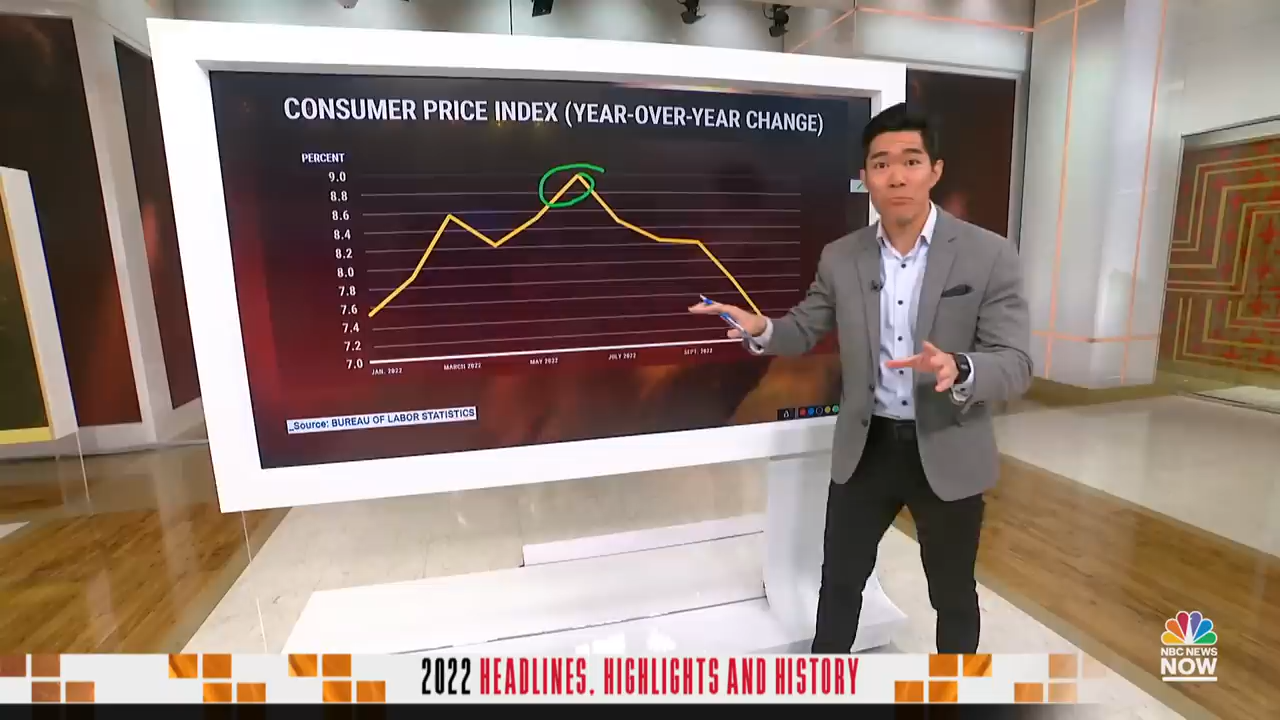 CONSUMER PRICE INDEX (YEAR-OVER-YEAR CHANGE)
PERCENT
9.0
8.8
8.6
8.4
8.2
8.0
7.8
7.6
7.4
7.2
7.0
JAN. 2022
MARCH 2022
MAY 2022
JULY 2022
SEPT. 2022
_Source: BUREAU OF LABOR STATISTICS
NBC NEWS
NOW
2022 HEADLINES, HIGHLIGHTS AND HISTORY